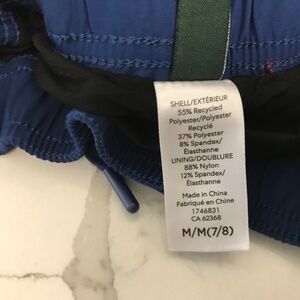 SHELL/EXTÉRIEUR
55% Recycled
Polyester/Polyester
Recyclé
37% Polyester
8% Spandex/
Élasthanne
LINING/DOUBLURE
88% Nylon
12% Spandex/
Élasthanne
Made in China
Fabriqué en Chine
1746831
CA 62368
M/M(7/8)